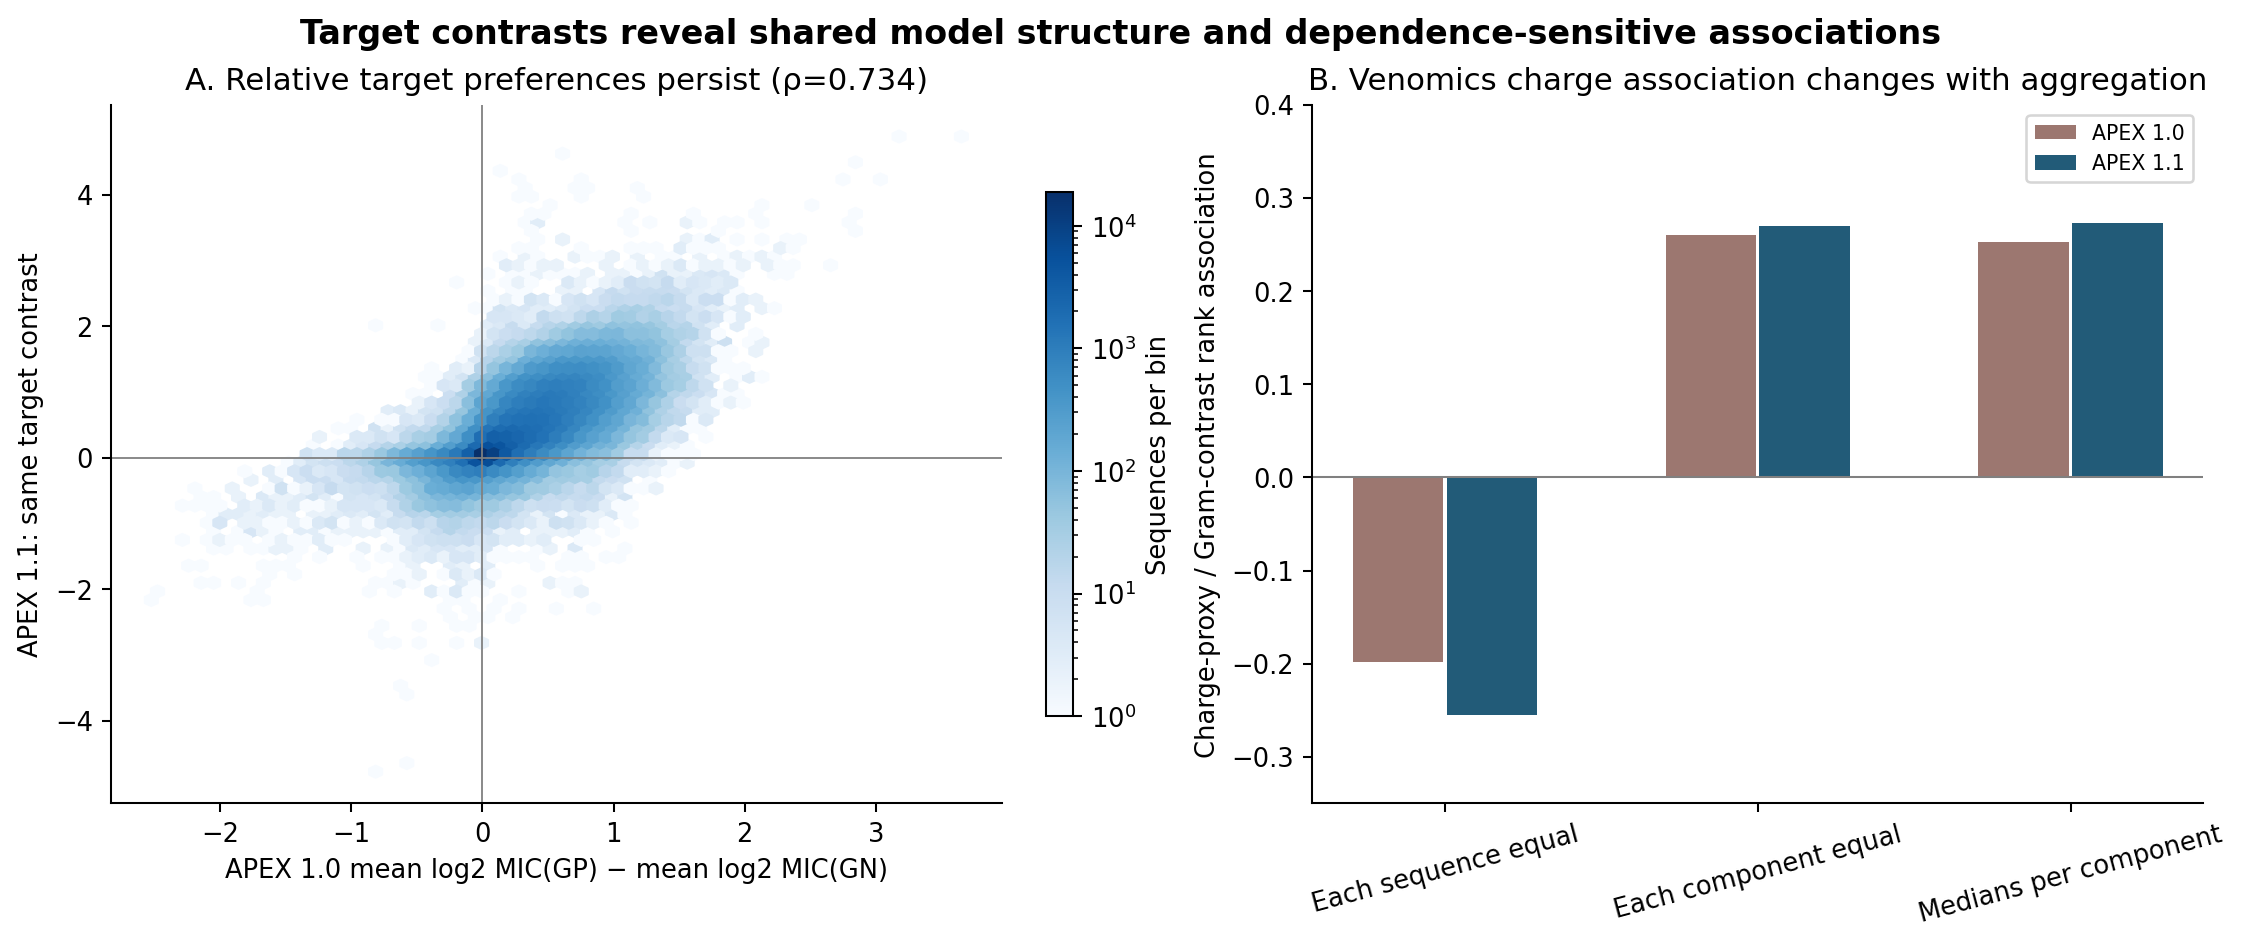 Target contrasts reveal shared model structure and dependence-sensitive associations
A. Relative target preferences persist (ρ=0.734)
APEX 1.1: same target contrast
4
2
0
−2
−4
−2
−1
0
1
2
3
APEX 1.0 mean log2 MIC(GP) − mean log2 MIC(GN)
10⁴
10³
10²
10¹
10⁰
Sequences per bin
B. Venomics charge association changes with aggregation
Charge-proxy / Gram-contrast rank association
0.4
0.3
0.2
0.1
0.0
−0.1
−0.2
−0.3
APEX 1.0
APEX 1.1
Each sequence equal
Each component equal
Medians per component